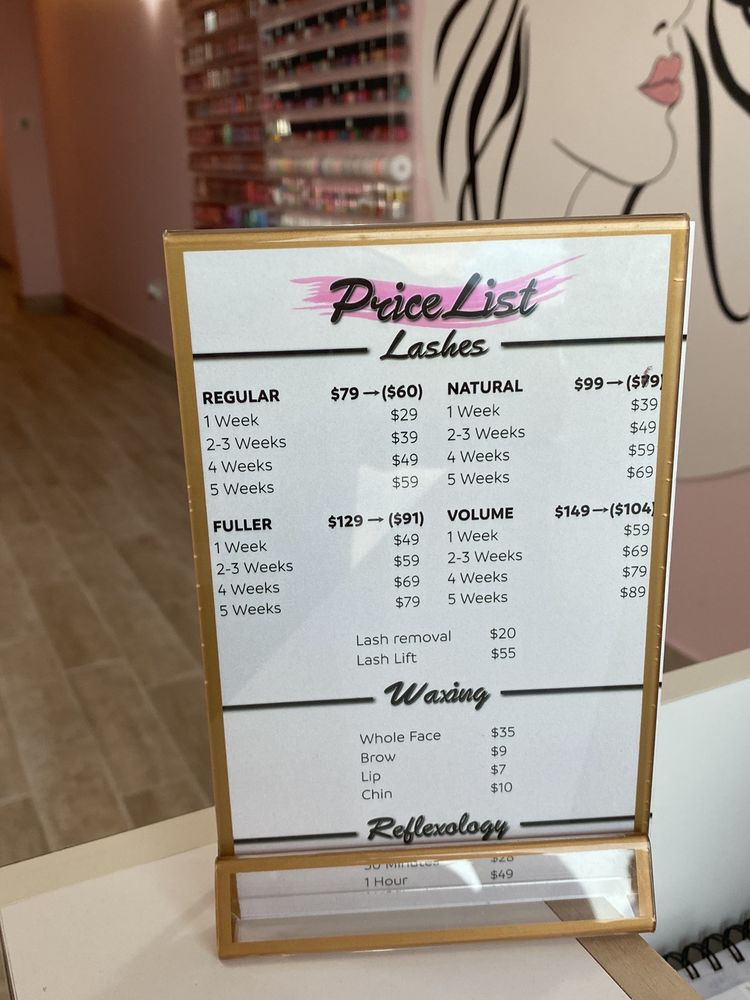 Price List
Lashes
REGULAR $79→($60)
1 Week $29
2-3 Weeks $39
4 Weeks $49
5 Weeks $59
NATURAL $99→($79)
1 Week $39
2-3 Weeks $49
4 Weeks $59
5 Weeks $69
FULLER $129→($91)
1 Week $49
2-3 Weeks $59
4 Weeks $69
5 Weeks $79
VOLUME $149→($104)
1 Week $59
2-3 Weeks $69
4 Weeks $79
5 Weeks $89
Lash removal $20
Lash Lift $55
Waxing
Whole Face $35
Brow $9
Lip $7
Chin $10
Reflexology
30 Minutes $28
1 Hour $49